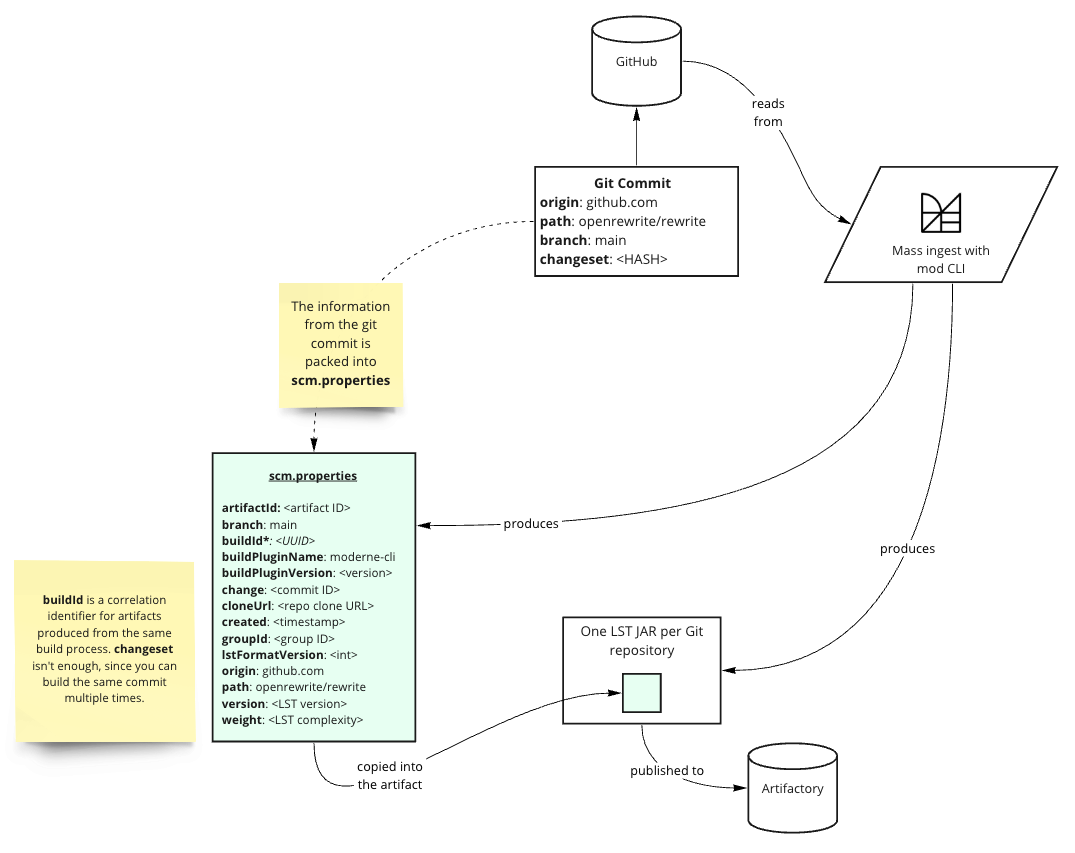 GitHub
reads
from
Git Commit
origin: github.com
path: openrewrite/rewrite
branch: main
changeset: <HASH>
Mass ingest with
mod CLI
The information
from the git
commit is
packed into
scm.properties
scm.properties
artifactId: <artifact ID>
branch: main
buildId*: <UUID>
buildPluginName: moderne-cli
buildPluginVersion: <version>
change: <commit ID>
cloneUrl: <repo clone URL>
created: <timestamp>
groupId: <group ID>
lstFormatVersion: <int>
origin: github.com
path: openrewrite/rewrite
version: <LST version>
weight: <LST complexity>
produces
produces
buildId is a correlation
identifier for artifacts
produced from the same
build process. changeset
isn't enough, since you can
build the same commit
multiple times.
One LST JAR per Git
repository
copied into
the artifact
published to
Artifactory